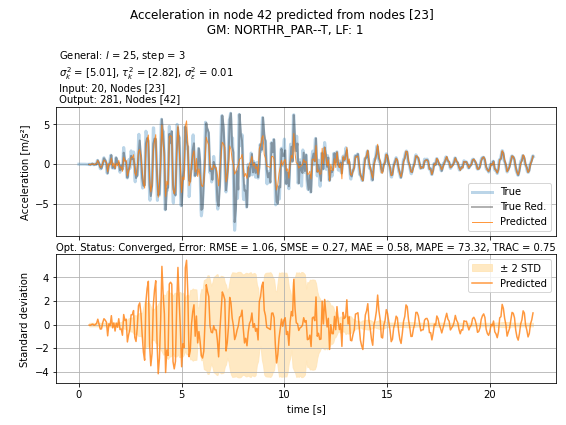 Acceleration in node 42 predicted from nodes [23]
GM: NORTHR_PAR--T, LF: 1
General: l = 25, step = 3
σ²ₖ = [5.01], τ²ₖ = [2.82], σ²ₑ = 0.01
Input: 20, Nodes [23]
Output: 281, Nodes [42]
Acceleration [m/s²]
5
0
−5
True
True Red.
Predicted
Opt. Status: Converged, Error: RMSE = 1.06, SMSE = 0.27, MAE = 0.58, MAPE = 73.32, TRAC = 0.75
Standard deviation
4
2
0
−2
−4
± 2 STD
Predicted
0 5 10 15 20
time [s]